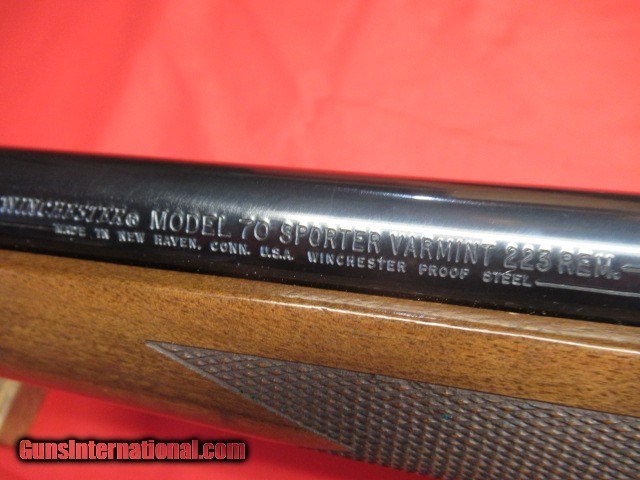 WINCHESTER® MODEL 70 SPORTER VARMINT 223 REM.
MADE IN NEW HAVEN, CONN. U.S.A. WINCHESTER PROOF STEEL
GunsInternational.com